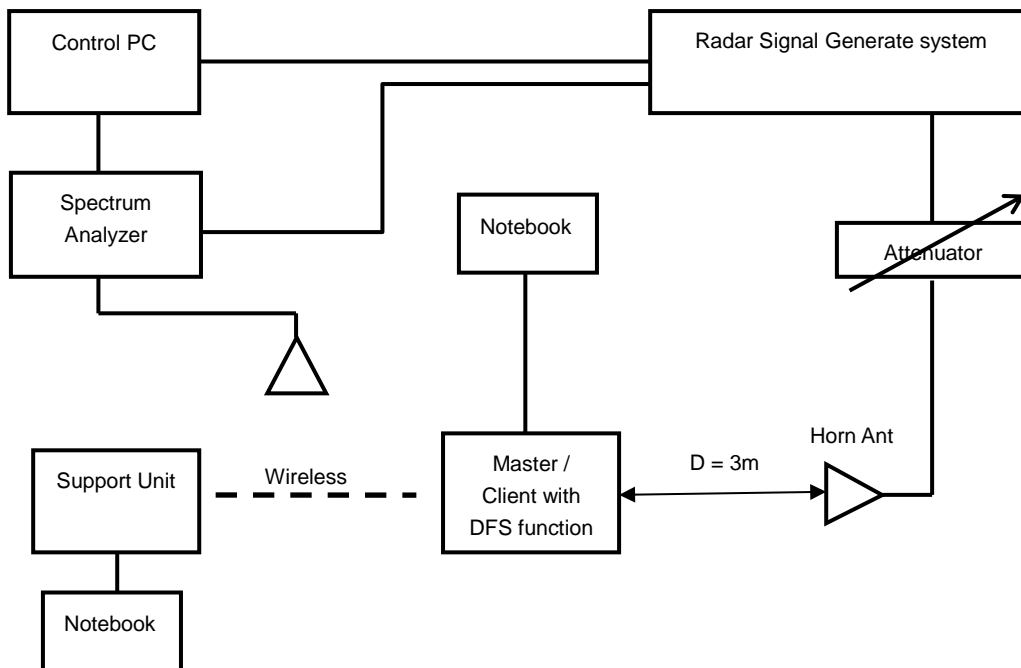 Control PC
Radar Signal Generate system
Spectrum
Analyzer
Notebook
Attenuator
Horn Ant
D = 3m
Master /
Client with
DFS function
Wireless
Support Unit
Notebook